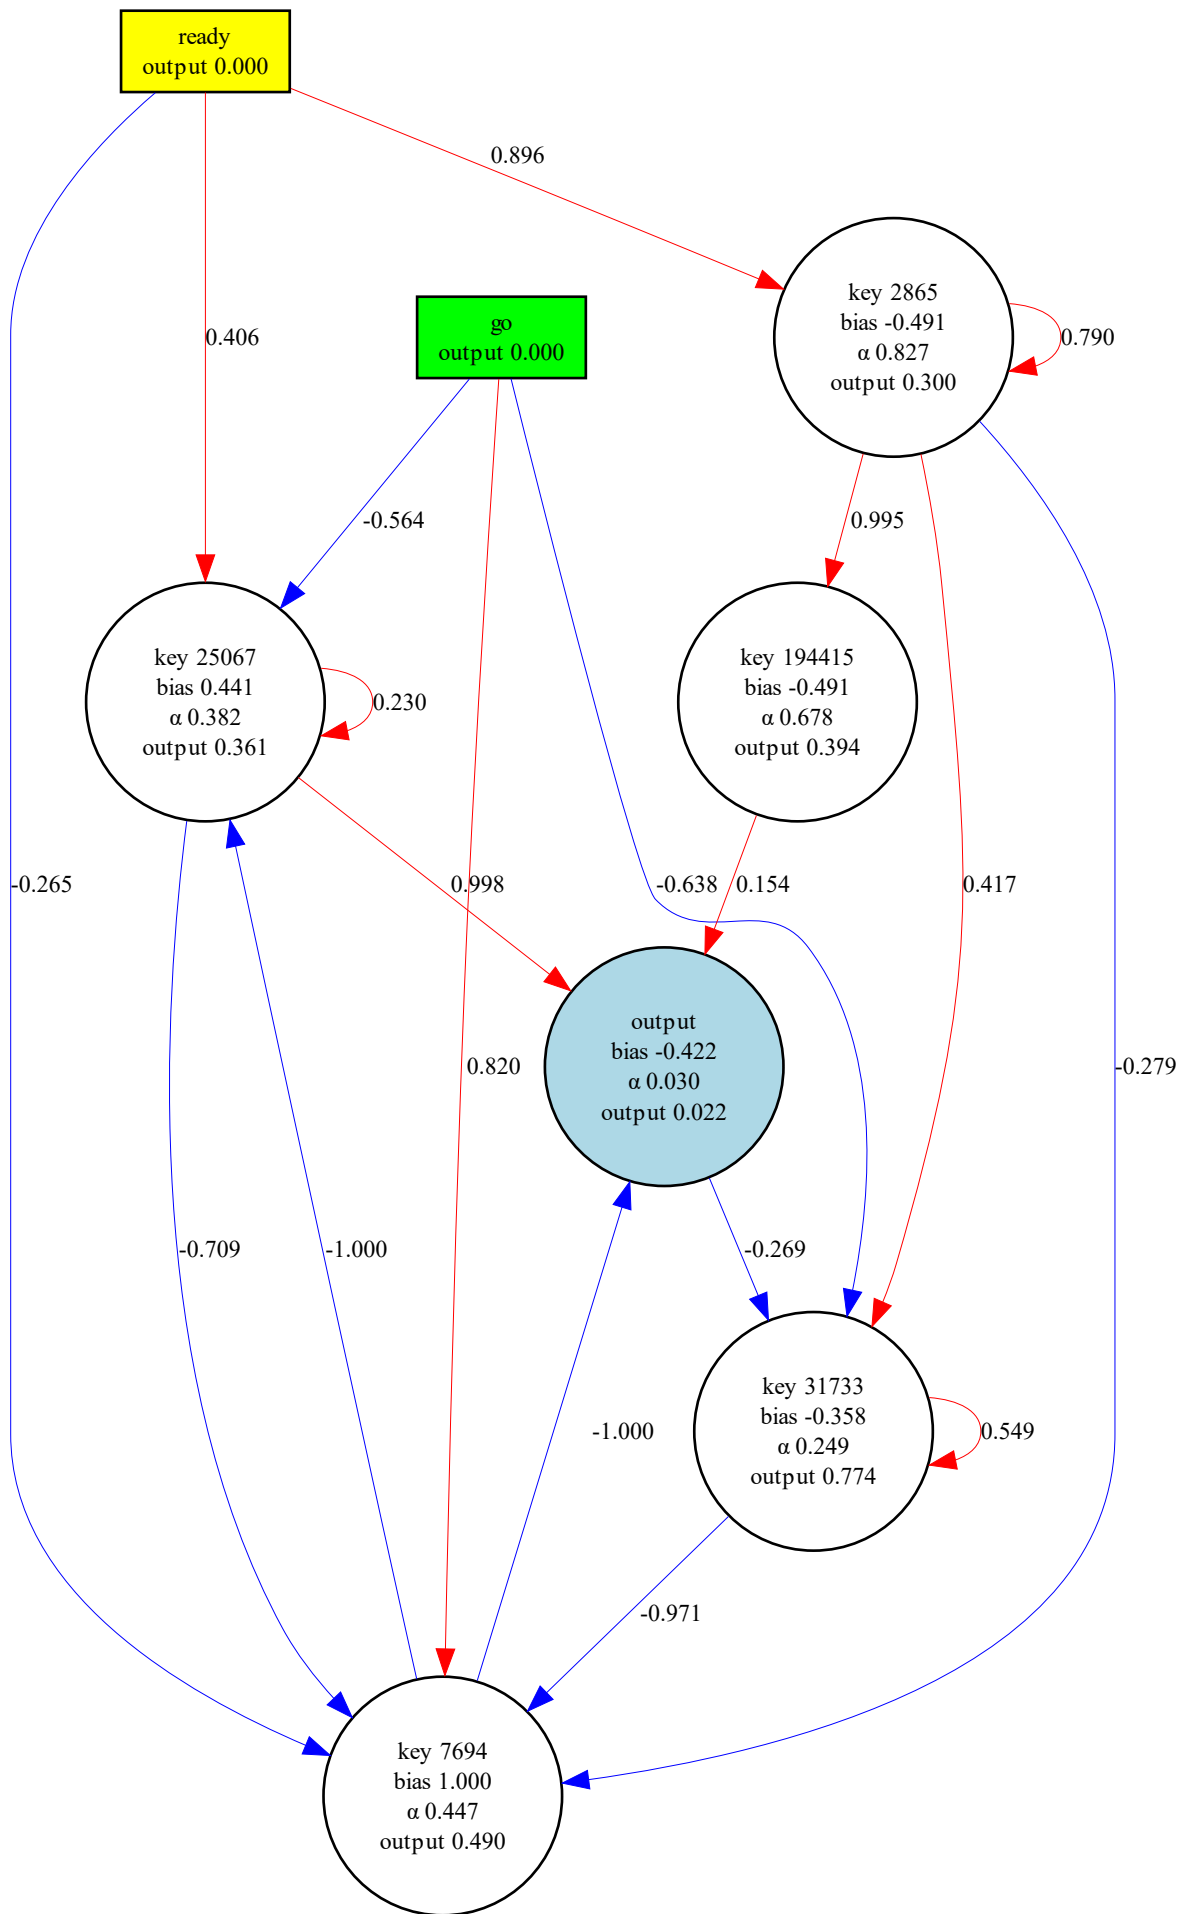 ready
output 0.000
0.896
key 2865
bias -0.491
α 0.827
output 0.300
0.790
go
output 0.000
0.406
-0.564
0.995
key 25067
bias 0.441
α 0.382
output 0.361
0.230
key 194415
bias -0.491
α 0.678
output 0.394
-0.265
0.998
-0.638
0.154
0.417
output
bias -0.422
α 0.030
output 0.022
0.820
-0.279
-0.709
-1.000
-0.269
-1.000
key 31733
bias -0.358
α 0.249
output 0.774
0.549
-0.971
key 7694
bias 1.000
α 0.447
output 0.490